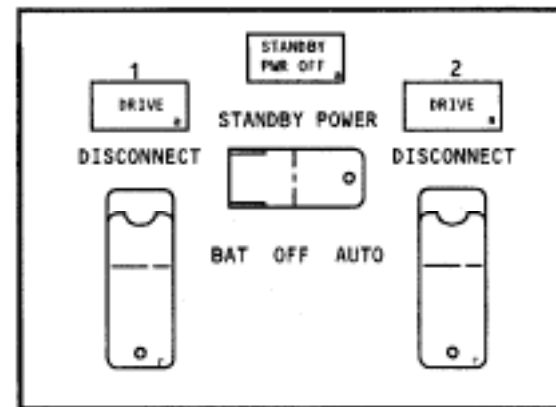 STANDBY
PWR OFF
a
1
2
DRIVE
a
DRIVE
a
STANDBY POWER
DISCONNECT
DISCONNECT
BAT OFF AUTO
r
r